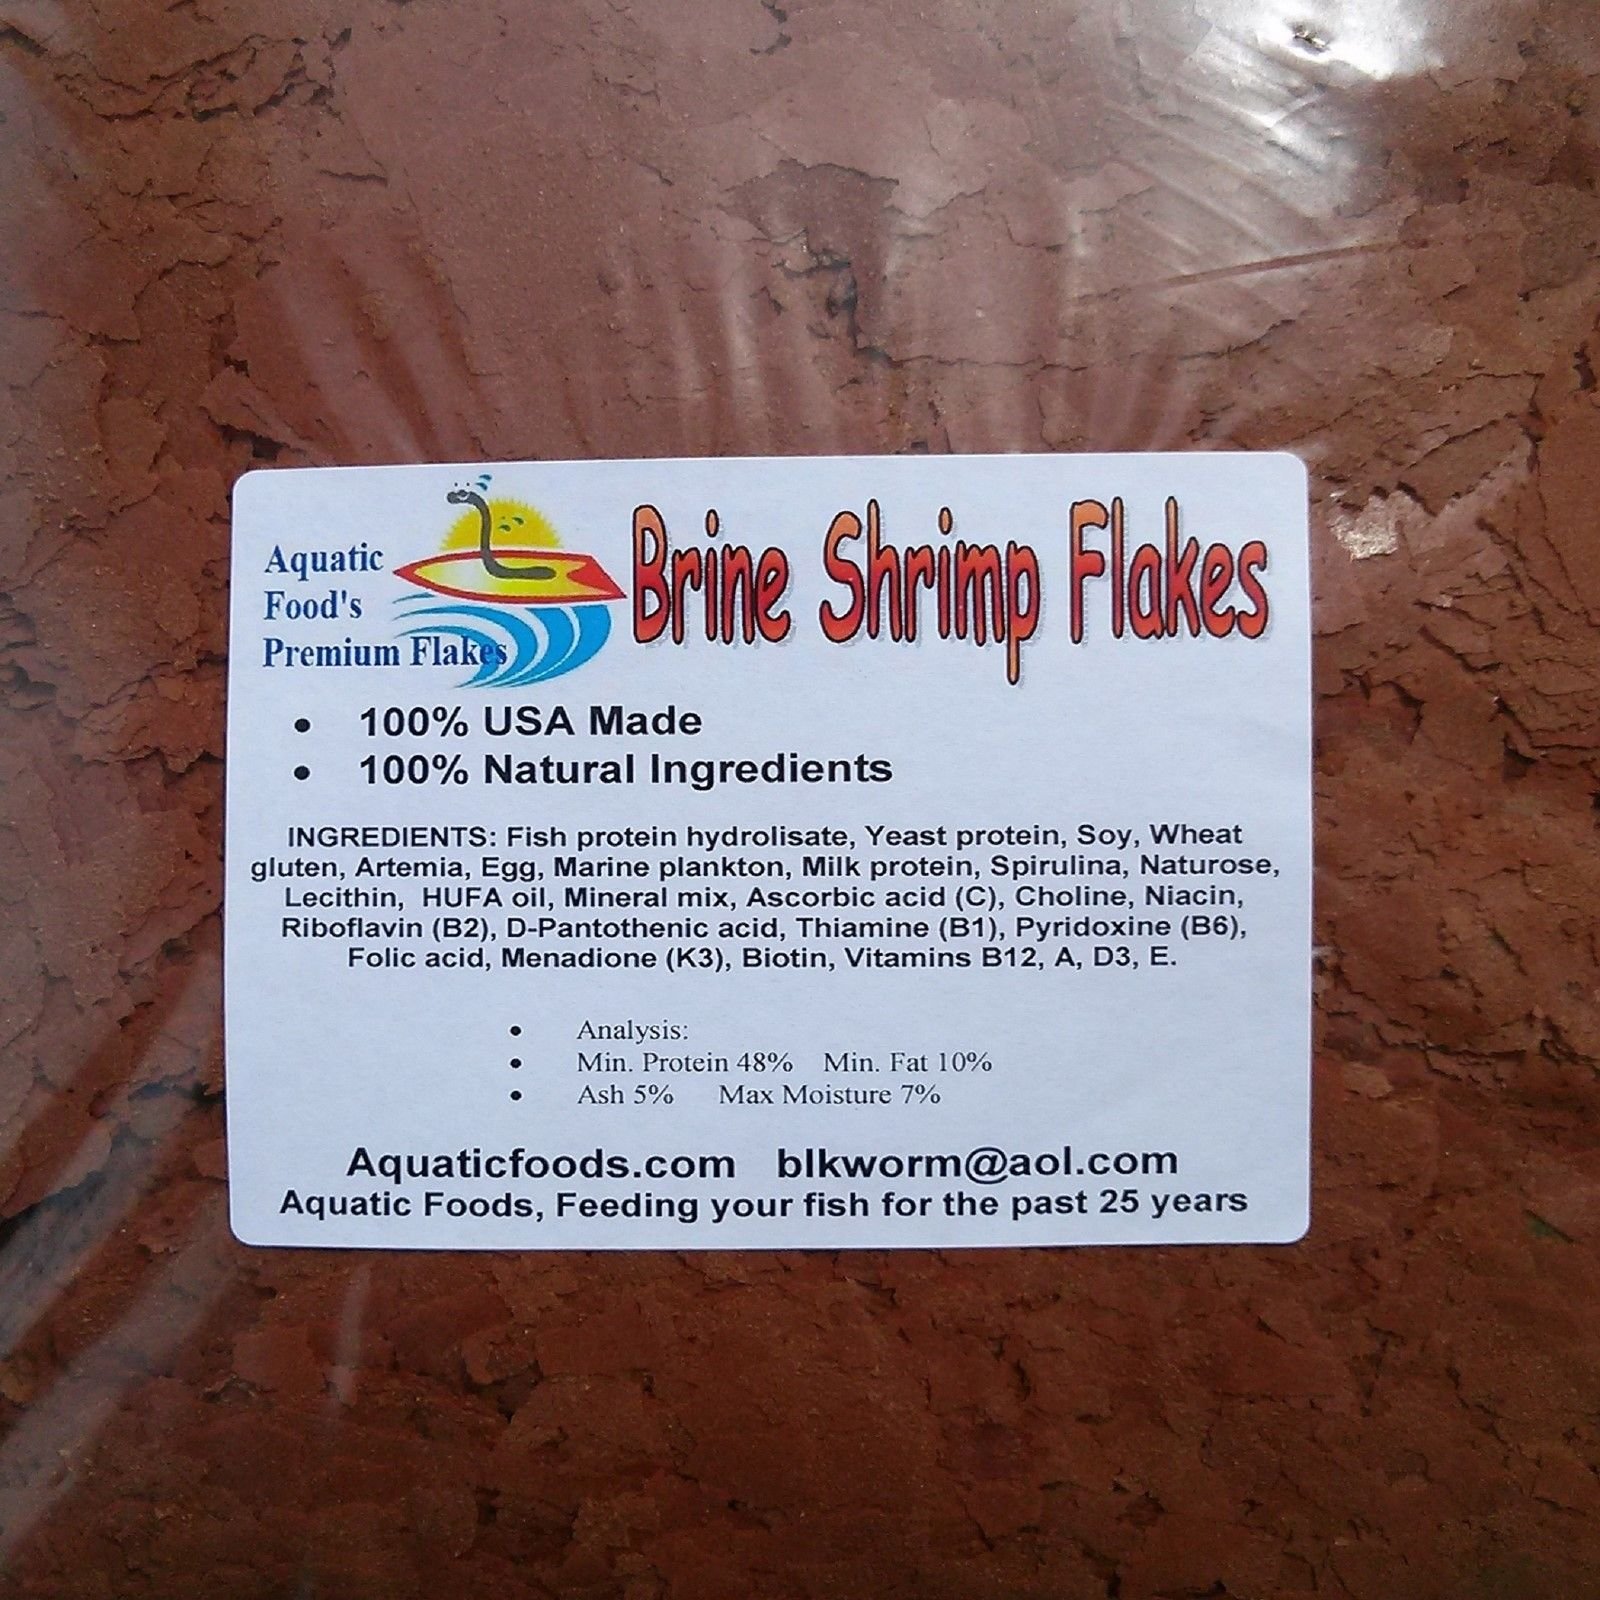 Aquatic
Food's
Premium Flakes
Brine Shrimp Flakes
• 100% USA Made
• 100% Natural Ingredients
INGREDIENTS: Fish protein hydrolisate, Yeast protein, Soy, Wheat
gluten, Artemia, Egg, Marine plankton, Milk protein, Spirulina, Naturose,
Lecithin, HUFA oil, Mineral mix, Ascorbic acid (C), Choline, Niacin,
Riboflavin (B2), D-Pantothenic acid, Thiamine (B1), Pyridoxine (B6),
Folic acid, Menadione (K3), Biotin, Vitamins B12, A, D3, E.
• Analysis:
• Min. Protein 48% Min. Fat 10%
• Ash 5% Max Moisture 7%
Aquaticfoods.com blkworm@aol.com
Aquatic Foods, Feeding your fish for the past 25 years